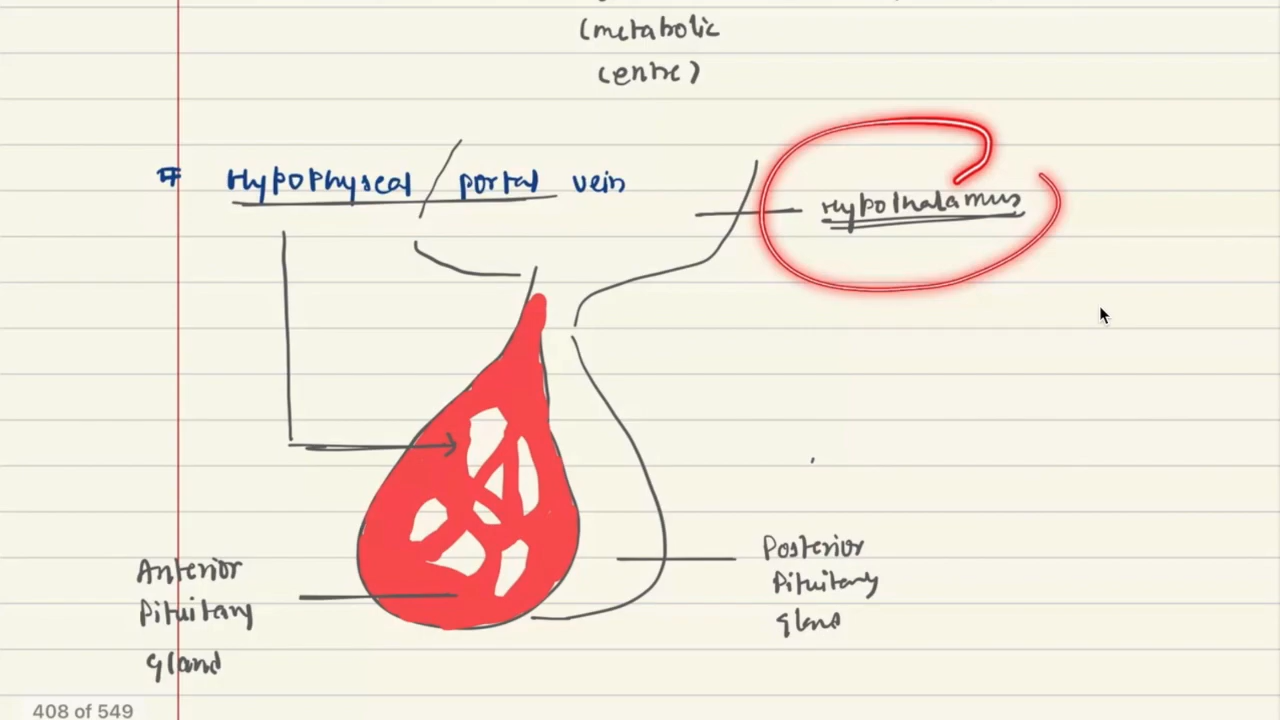 (metabolic
centre)
# Hypophyseal / portal vein
Hypothalamus
Anterior
Pituitary
gland
Posterior
Pituitary
gland
408 of 549